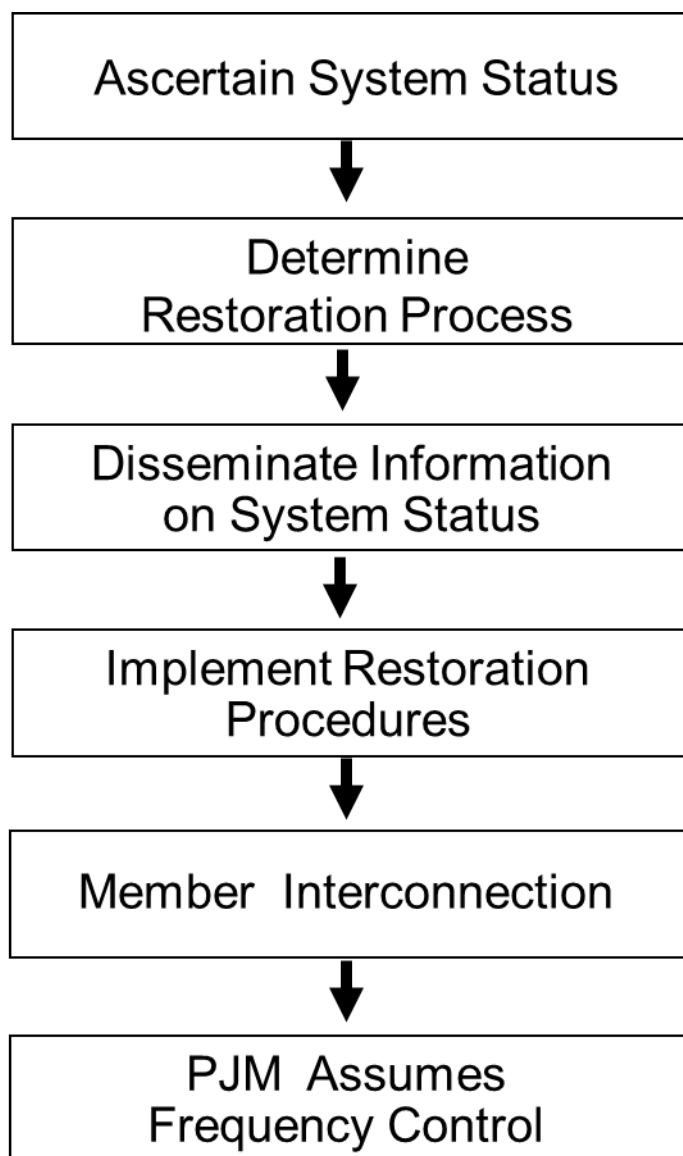 Ascertain System Status
Determine
Restoration Process
Disseminate Information
on System Status
Implement Restoration
Procedures
Member Interconnection
PJM Assumes
Frequency Control